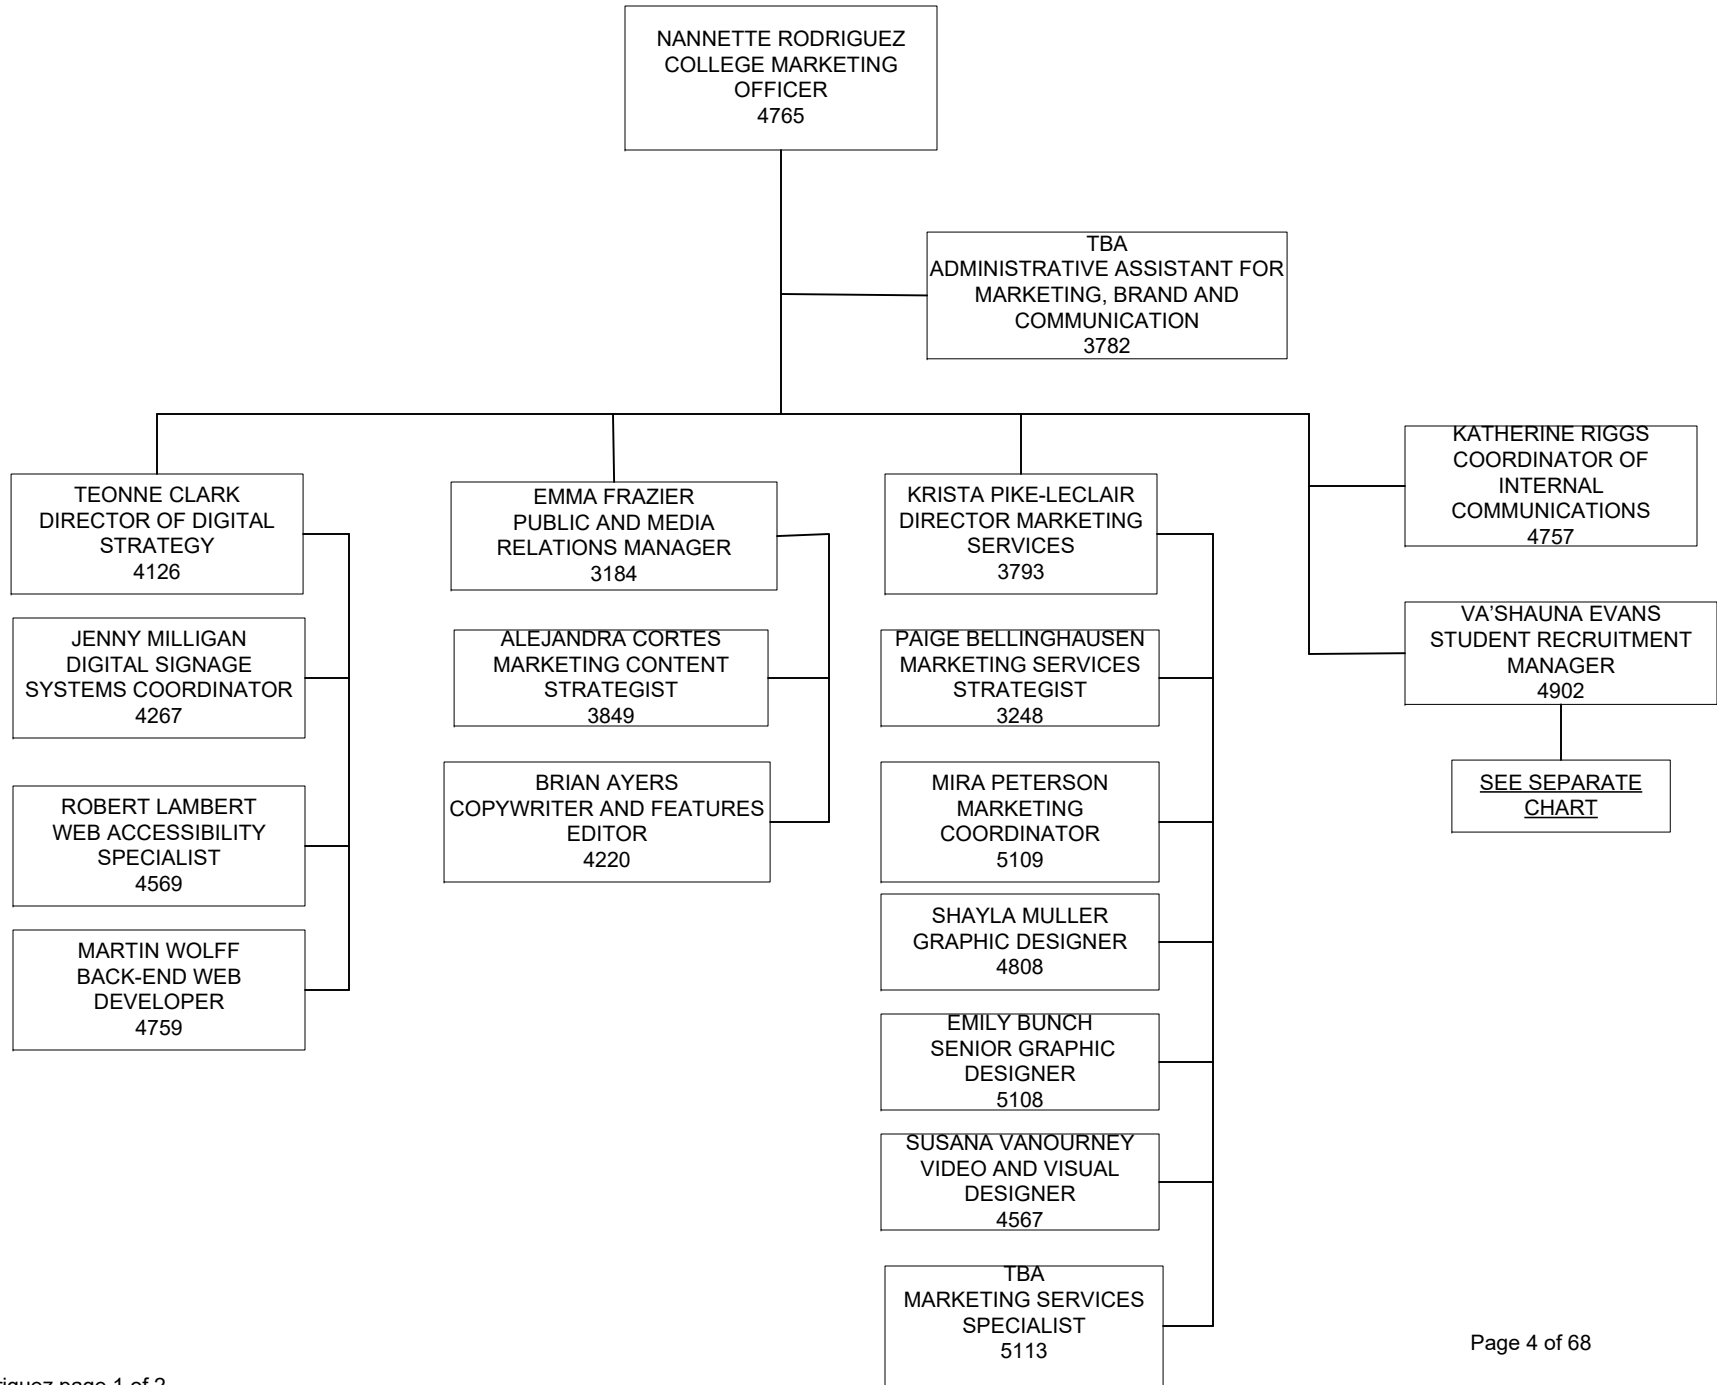 NANNETTE RODRIGUEZ
COLLEGE MARKETING
OFFICER
4765
TBA
ADMINISTRATIVE ASSISTANT FOR
MARKETING, BRAND AND
COMMUNICATION
3782
TEONNE CLARK
DIRECTOR OF DIGITAL
STRATEGY
4126
JENNY MILLIGAN
DIGITAL SIGNAGE
SYSTEMS COORDINATOR
4267
ROBERT LAMBERT
WEB ACCESSIBILITY
SPECIALIST
4569
MARTIN WOLFF
BACK-END WEB
DEVELOPER
4759
EMMA FRAZIER
PUBLIC AND MEDIA
RELATIONS MANAGER
3184
ALEJANDRA CORTES
MARKETING CONTENT
STRATEGIST
3849
BRIAN AYERS
COPYWRITER AND FEATURES
EDITOR
4220
KRISTA PIKE-LECLAIR
DIRECTOR MARKETING
SERVICES
3793
PAIGE BELLINGHAUSEN
MARKETING SERVICES
STRATEGIST
3248
MIRA PETERSON
MARKETING
COORDINATOR
5109
SHAYLA MULLER
GRAPHIC DESIGNER
4808
EMILY BUNCH
SENIOR GRAPHIC
DESIGNER
5108
SUSANA VANOURNEY
VIDEO AND VISUAL
DESIGNER
4567
TBA
MARKETING SERVICES
SPECIALIST
5113
KATHERINE RIGGS
COORDINATOR OF
INTERNAL
COMMUNICATIONS
4757
VA'SHAUNA EVANS
STUDENT RECRUITMENT
MANAGER
4902
SEE SEPARATE
CHART
Page 4 of 68
riguez page 1 of 2